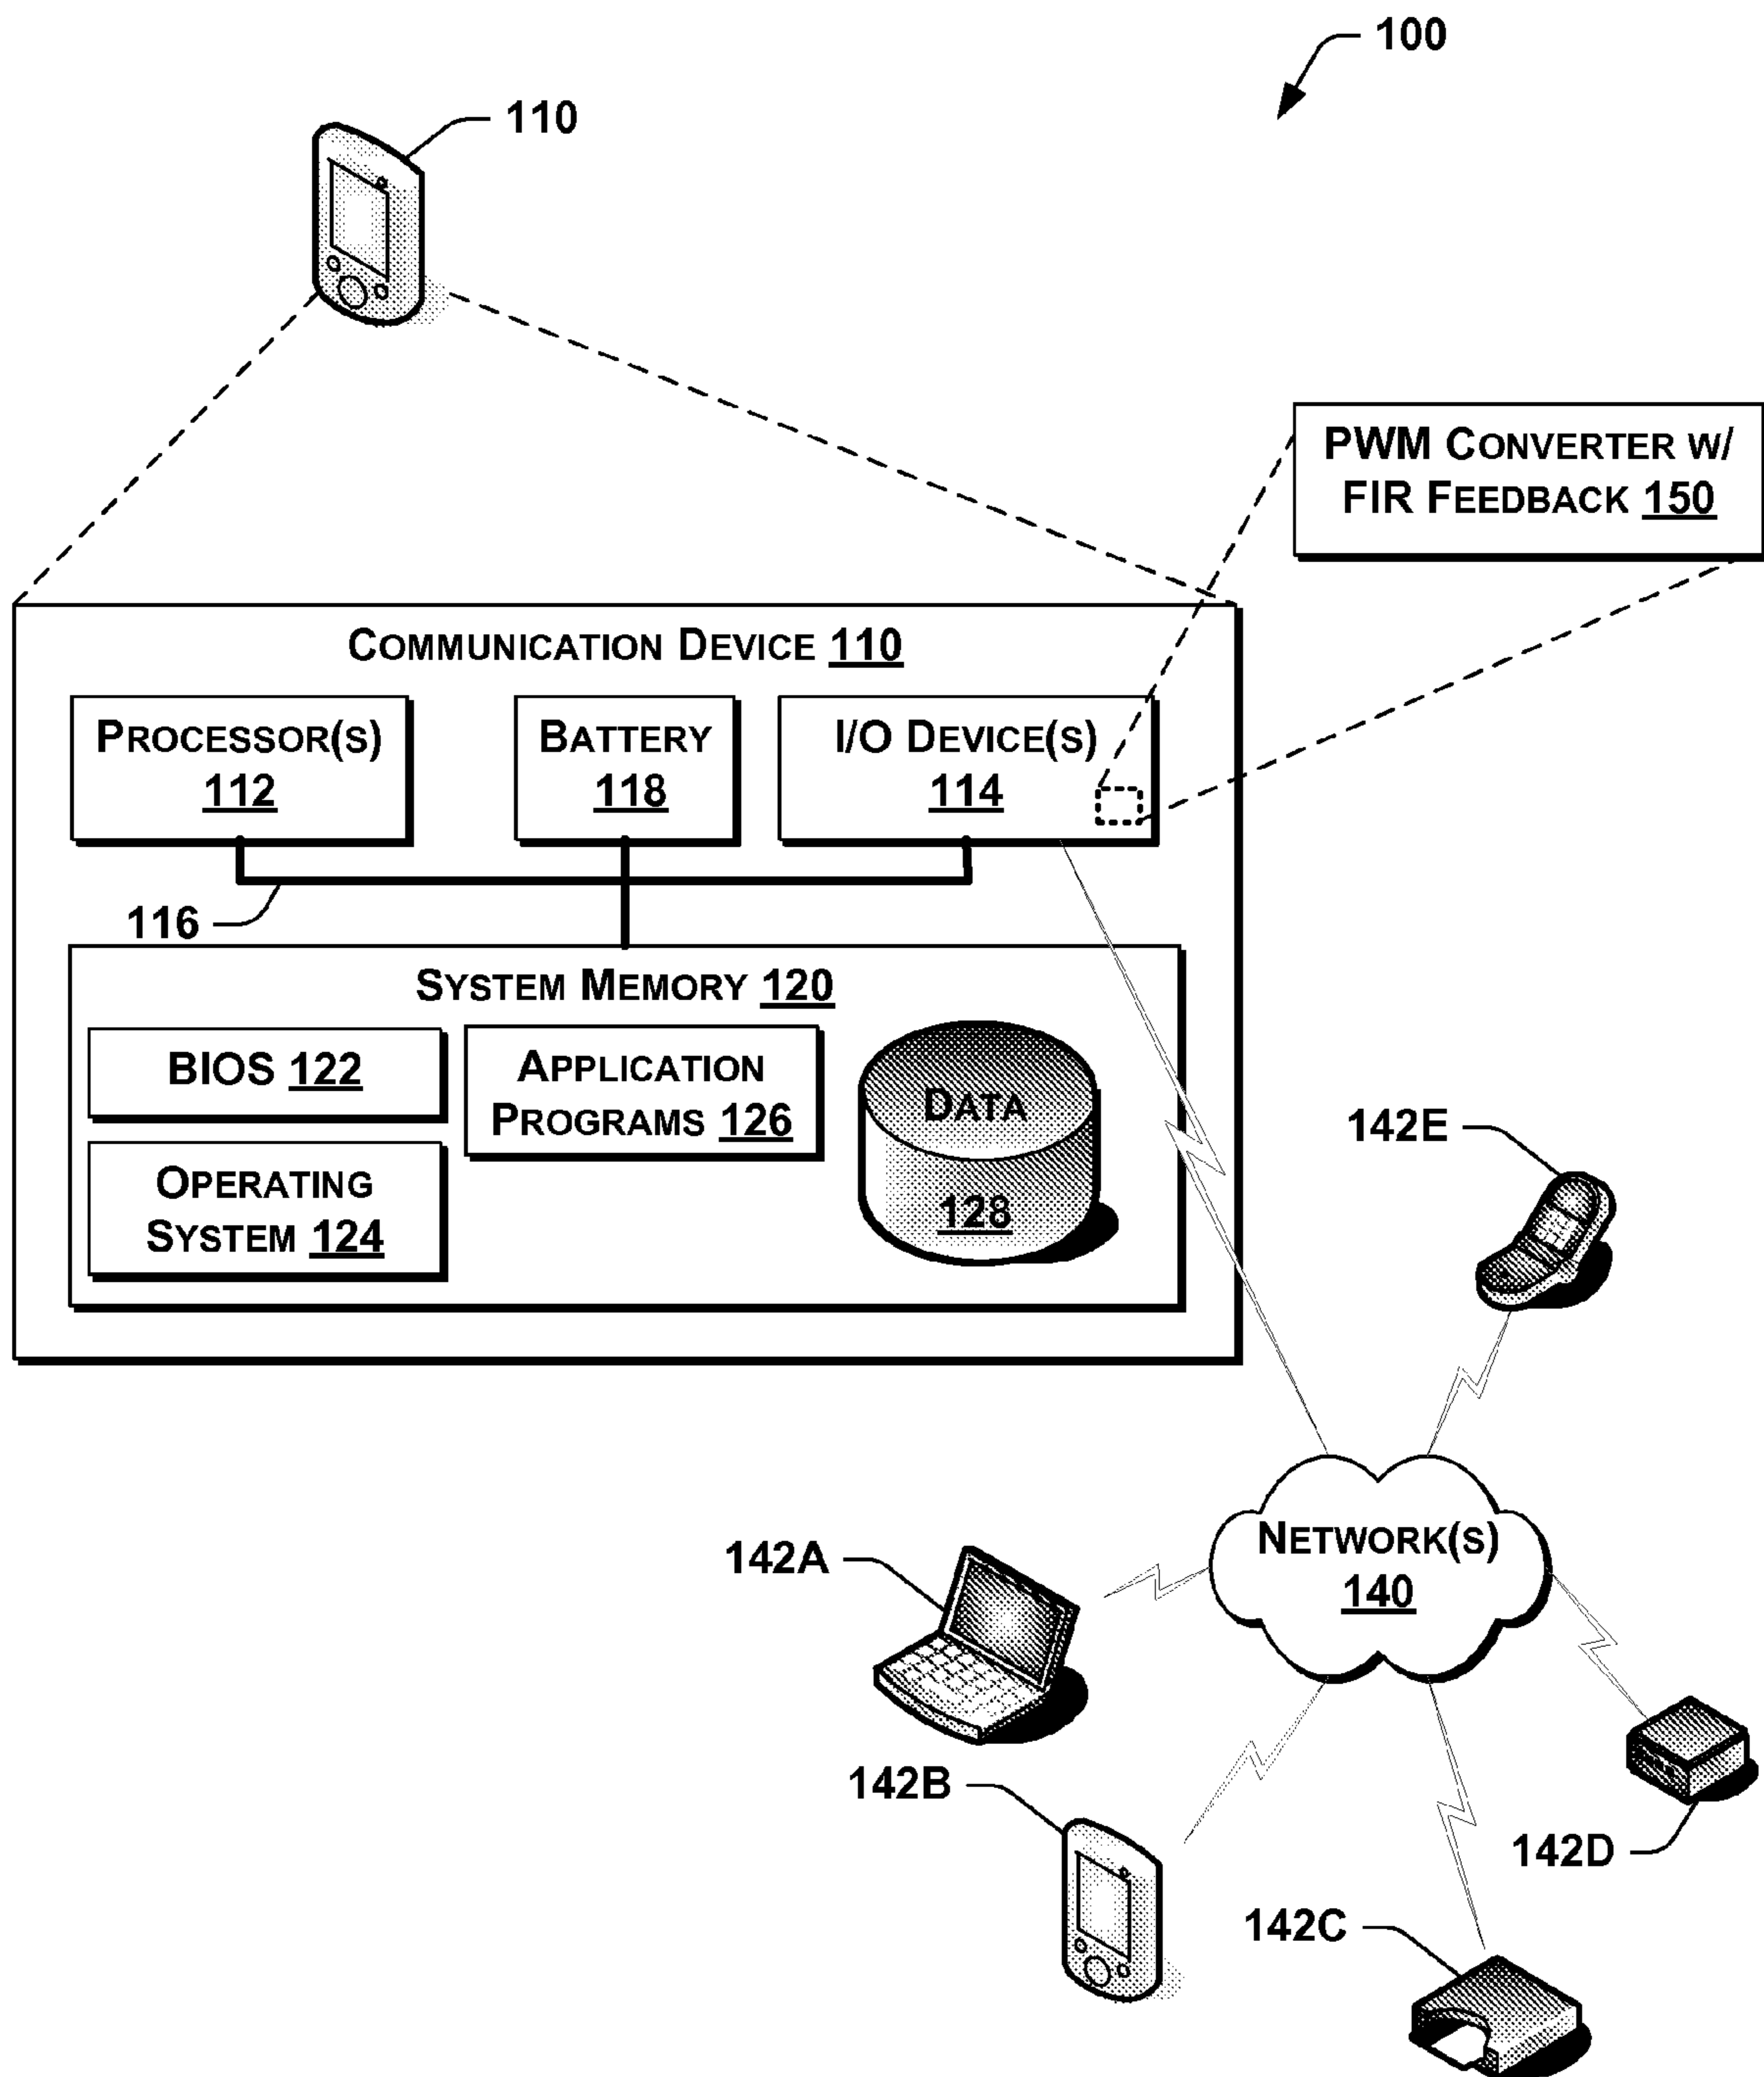 100
110
PWM CONVERTER W/
FIR FEEDBACK 150
COMMUNICATION DEVICE 110
PROCESSOR(S)
112
BATTERY
118
I/O DEVICE(S)
114
116
SYSTEM MEMORY 120
BIOS 122
OPERATING
SYSTEM 124
APPLICATION
PROGRAMS 126
DATA
128
142E
NETWORK(S)
140
142A
142B
142D
142C